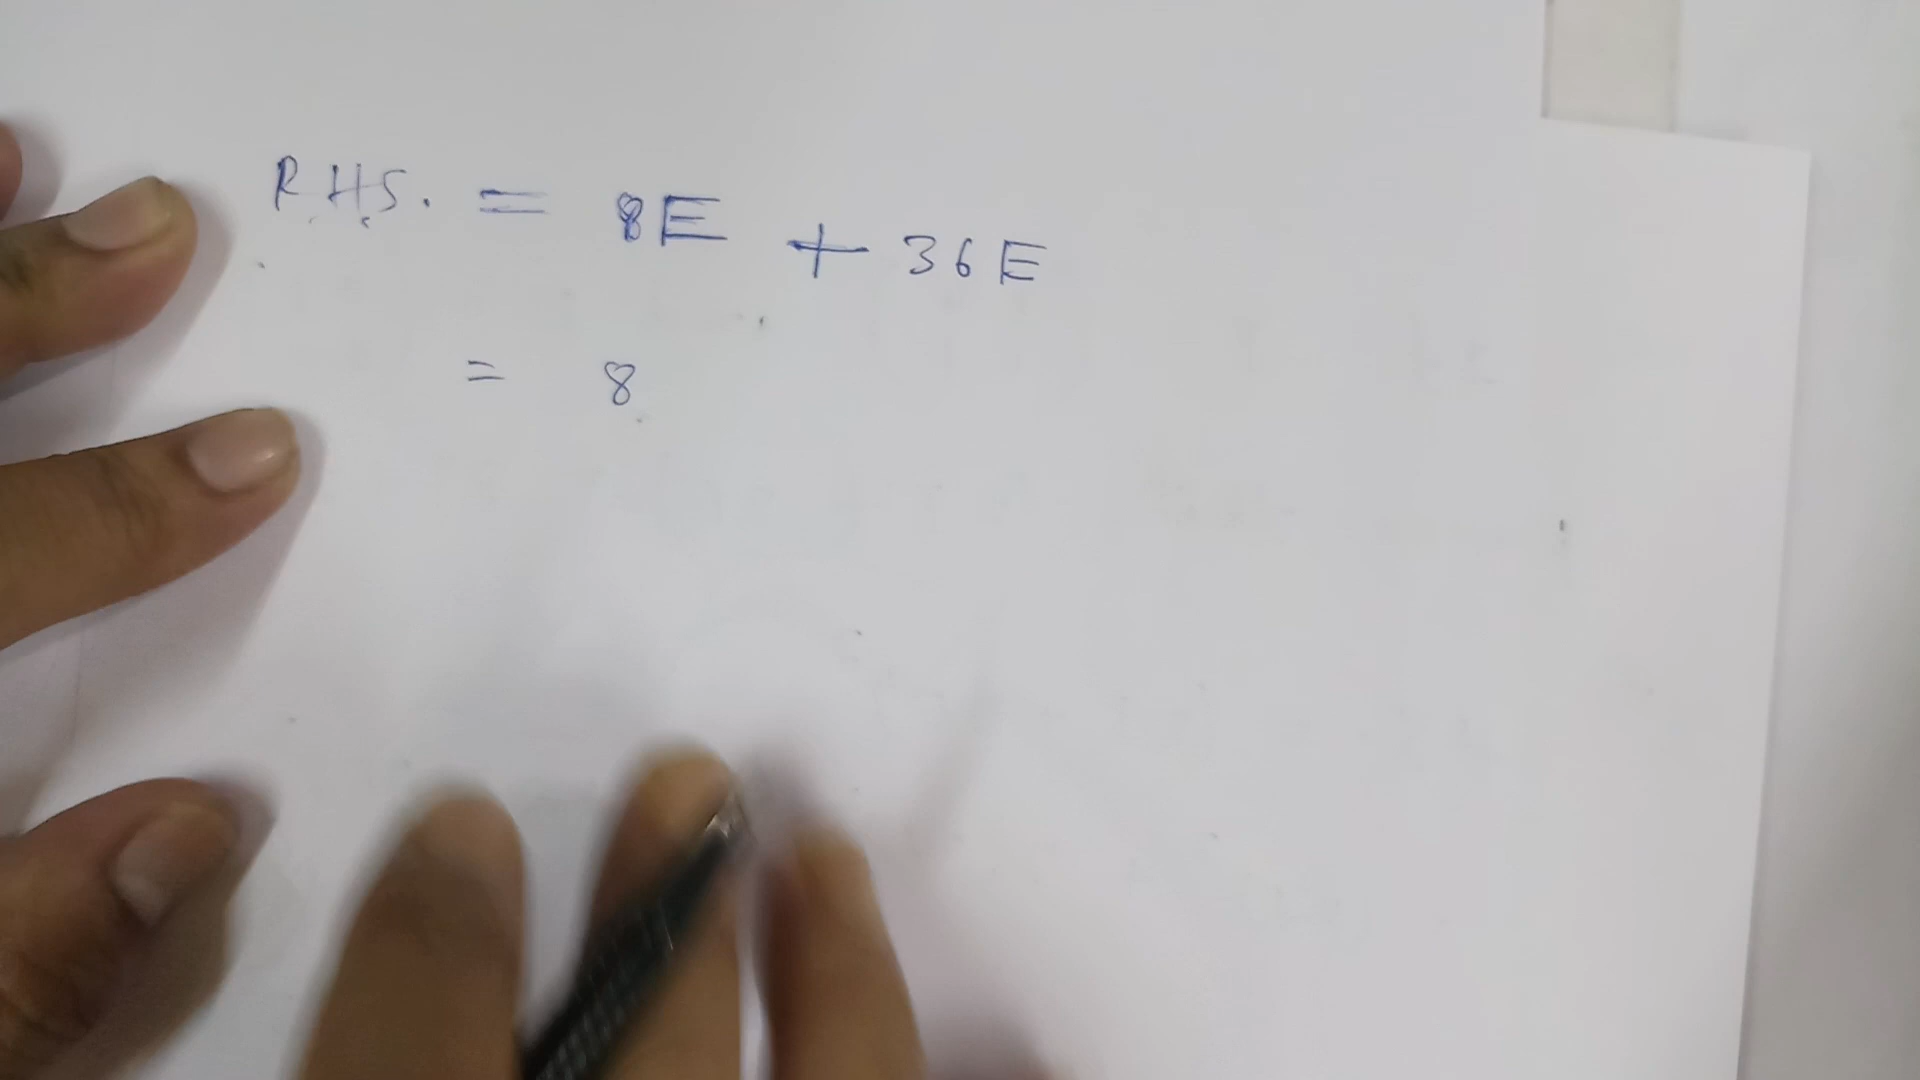 R.H.S. = 8E + 36E
= 8